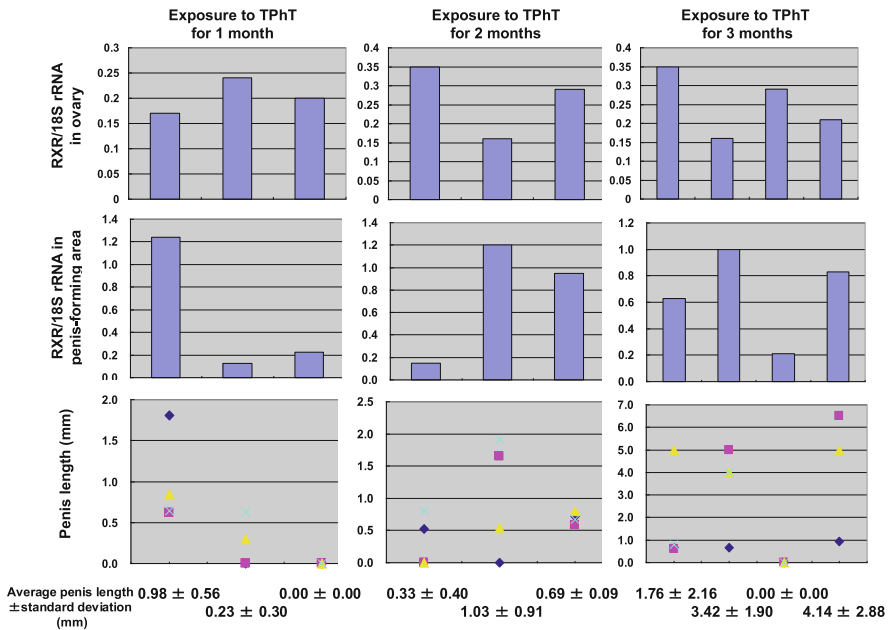 Exposure to TPhT
for 1 month
Exposure to TPhT
for 2 months
Exposure to TPhT
for 3 months
RXR/18S rRNA
in ovary
0.3
0.25
0.2
0.15
0.1
0.05
0
0.4
0.35
0.3
0.25
0.2
0.15
0.1
0.05
0
0.4
0.35
0.3
0.25
0.2
0.15
0.1
0.05
0
RXR/18S rRNA in
penis-forming area
1.4
1.2
1.0
0.8
0.6
0.4
0.2
0.0
1.4
1.2
1.0
0.8
0.6
0.4
0.2
0.0
1.2
1.0
0.8
0.6
0.4
0.2
0.0
Penis length (mm)
2.0
1.5
1.0
0.5
0.0
2.5
2.0
1.5
1.0
0.5
0.0
7.0
6.0
5.0
4.0
3.0
2.0
1.0
0.0
Average penis length
±standard deviation
(mm)
0.98 ± 0.56
0.23 ± 0.30
0.00 ± 0.00
0.33 ± 0.40
1.03 ± 0.91
0.69 ± 0.09
1.76 ± 2.16
3.42 ± 1.90
0.00 ± 0.00
4.14 ± 2.88